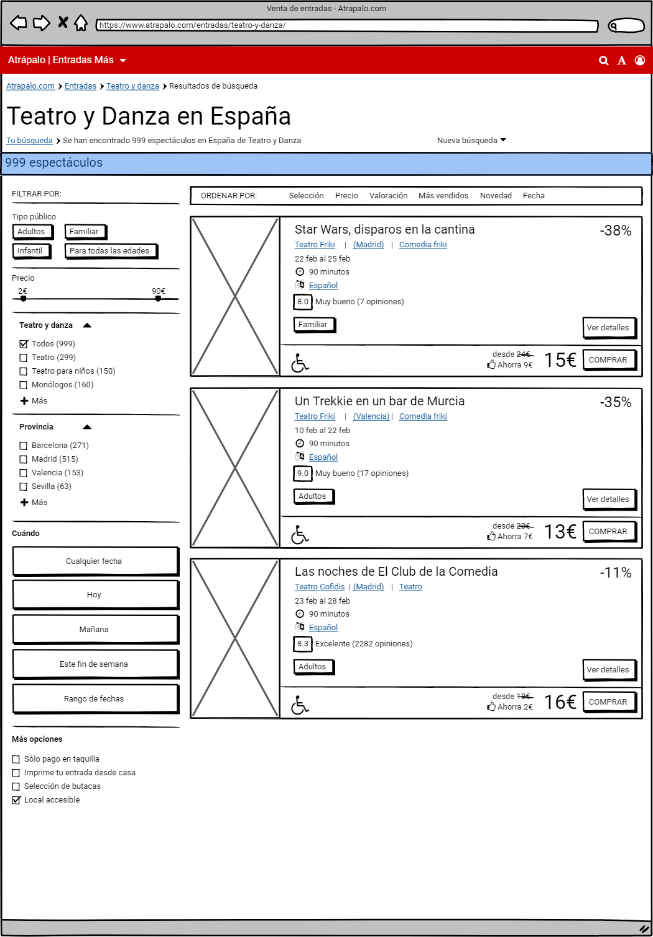 Venta de entradas - Atrapalo.com
https://www.atrapalo.com/entradas/teatro-y-danza/
Atrápalo | Entradas Más
Atrapalo.com Entradas Teatro y danza Resultados de búsqueda
Teatro y Danza en España
Tu búsqueda Se han encontrado 999 espectáculos en España de Teatro y Danza
Nueva búsqueda
999 espectáculos
FILTRAR POR:
Tipo público
Adultos Familiar
Infantil Para todas las edades
Precio
2€ 90€
Teatro y danza
Todos (999)
Teatro (299)
Teatro para niños (150)
Monólogos (160)
Más
Provincia
Barcelona (271)
Madrid (515)
Valencia (153)
Sevilla (63)
Más
Cuándo
Cualquier fecha
Hoy
Mañana
Este fin de semana
Rango de fechas
Más opciones
Sólo pago en taquilla
Imprime tu entrada desde casa
Selección de butacas
Local accesible
ORDENAR POR: Selección Precio Valoración Más vendidos Novedad Fecha
Star Wars, disparos en la cantina -38%
Teatro Friki | (Madrid) | Comedia friki
22 feb al 25 feb
90 minutos
Español
8.0 Muy bueno (7 opiniones)
Familiar
Ver detalles
desde 24€
Ahorra 9€
15€ COMPRAR
Un Trekkie en un bar de Murcia -35%
Teatro Friki | (Valencia) | Comedia friki
10 feb al 22 feb
90 minutos
Español
9.0 Muy bueno (17 opiniones)
Adultos
Ver detalles
desde 20€
Ahorra 7€
13€ COMPRAR
Las noches de El Club de la Comedia -11%
Teatro Cofidis | (Madrid) | Teatro
23 feb al 28 feb
90 minutos
Español
8.3 Excelente (2282 opiniones)
Adultos
Ver detalles
desde 18€
Ahorra 2€
16€ COMPRAR